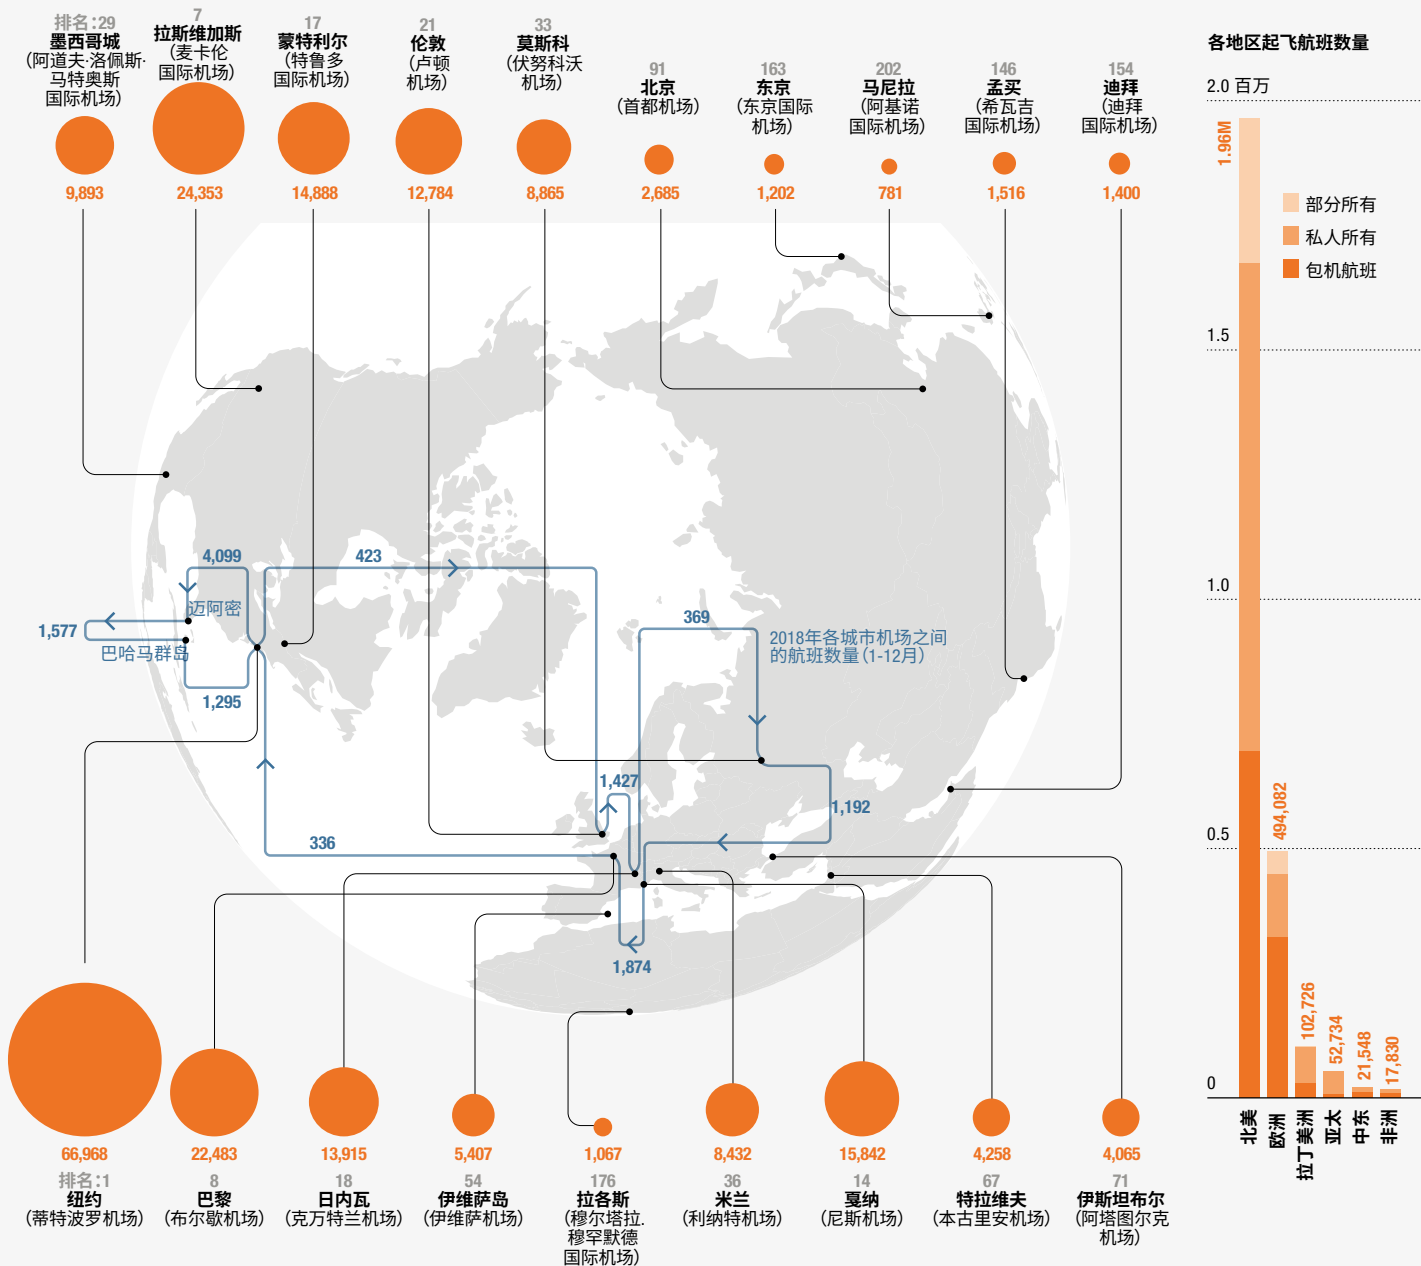 排名:29
墨西哥城
(阿道夫·洛佩斯·
马特奥斯
国际机场)
9,893
7
拉斯维加斯
(麦卡伦
国际机场)
24,353
17
蒙特利尔
(特鲁多
国际机场)
14,888
21
伦敦
(卢顿
机场)
12,784
33
莫斯科
(伏努科沃
机场)
8,865
91
北京
(首都机场)
2,685
163
东京
(东京国际
机场)
1,202
202
马尼拉
(阿基诺
国际机场)
781
146
孟买
(希瓦吉
国际机场)
1,516
154
迪拜
(迪拜
国际机场)
1,400
4,099
423
迈阿密
1,577
巴哈马群岛
1,295
369
2018年各城市机场之间
的航班数量(1-12月)
1,427
1,192
336
1,874
66,968
排名:1
纽约
(蒂特波罗机场)
22,483
8
巴黎
(布尔歇机场)
13,915
18
日内瓦
(克万特兰机场)
5,407
54
伊维萨岛
(伊维萨机场)
1,067
176
拉各斯
(穆尔塔拉.
穆罕默德
国际机场)
8,432
36
米兰
(利纳特机场)
15,842
14
戛纳
(尼斯机场)
4,258
67
特拉维夫
(本古里安机场)
4,065
71
伊斯坦布尔
(阿塔图尔克
机场)
各地区起飞航班数量
2.0 百万
1.5
1.0
0.5
0
部分所有
私人所有
包机航班
1.96M
494,082
102,726
52,734
21,548
17,830
北美
欧洲
拉丁美洲
亚太
中东
非洲